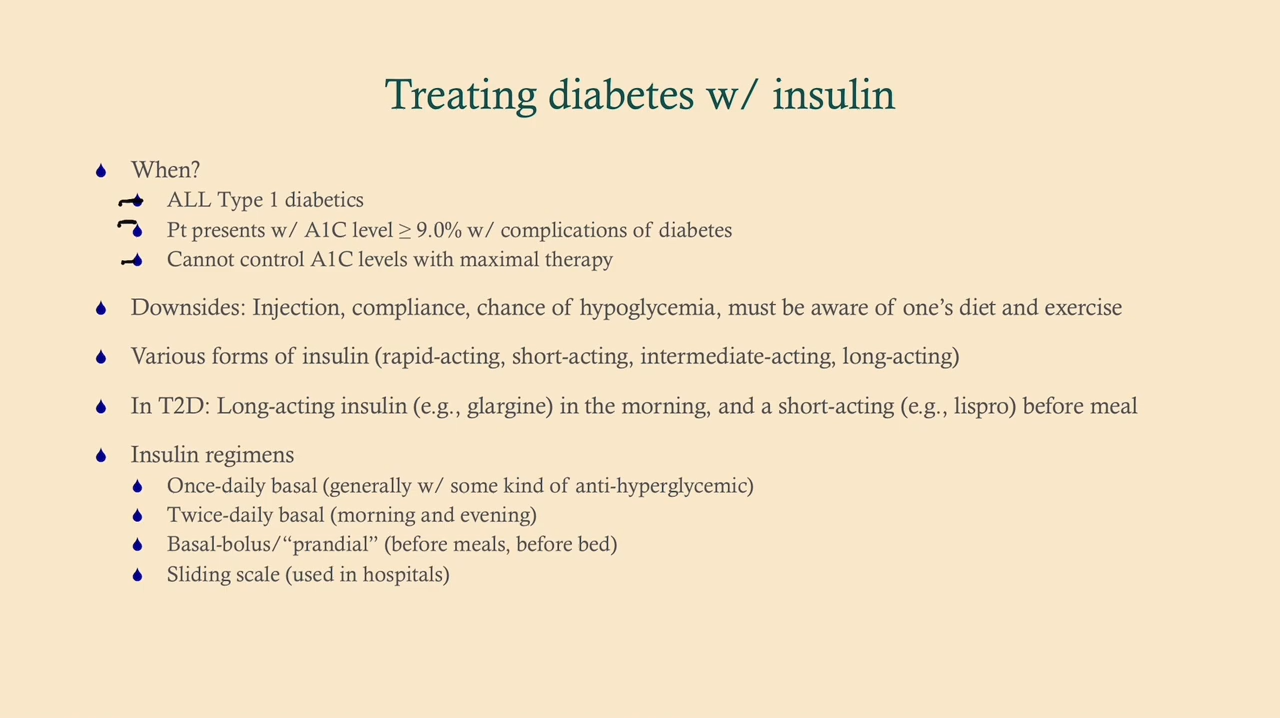 Treating diabetes w/ insulin
When?
ALL Type 1 diabetics
Pt presents w/ A1C level ≥ 9.0% w/ complications of diabetes
Cannot control A1C levels with maximal therapy
Downsides: Injection, compliance, chance of hypoglycemia, must be aware of one’s diet and exercise
Various forms of insulin (rapid-acting, short-acting, intermediate-acting, long-acting)
In T2D: Long-acting insulin (e.g., glargine) in the morning, and a short-acting (e.g., lispro) before meal
Insulin regimens
Once-daily basal (generally w/ some kind of anti-hyperglycemic)
Twice-daily basal (morning and evening)
Basal-bolus/“prandial” (before meals, before bed)
Sliding scale (used in hospitals)